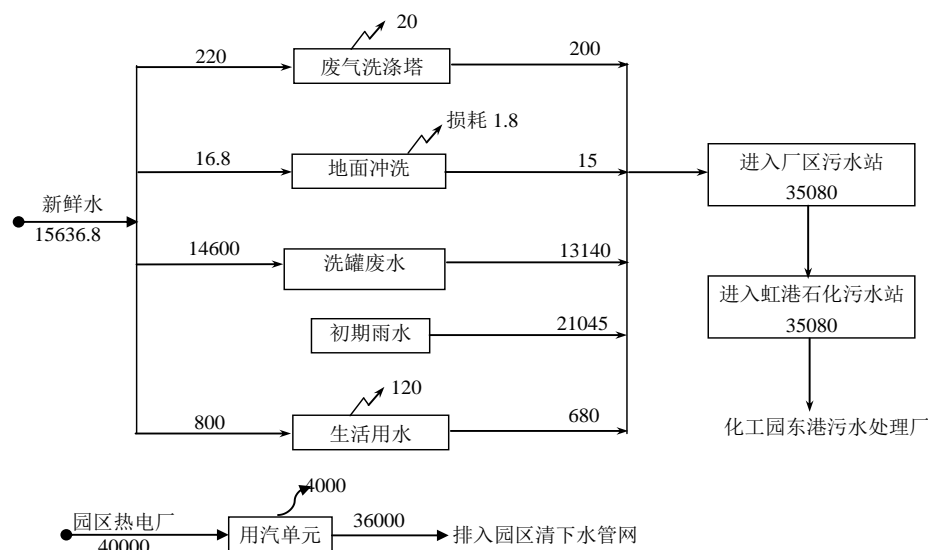 20
220
废气洗涤塔
200
损耗 1.8
16.8
地面冲洗
15
进入厂区污水站
35080
新鲜水
15636.8
14600
洗罐废水
13140
进入虹港石化污水站
35080
初期雨水
21045
120
800
生活用水
680
化工园东港污水处理厂
4000
园区热电厂
40000
用汽单元
36000
排入园区清下水管网